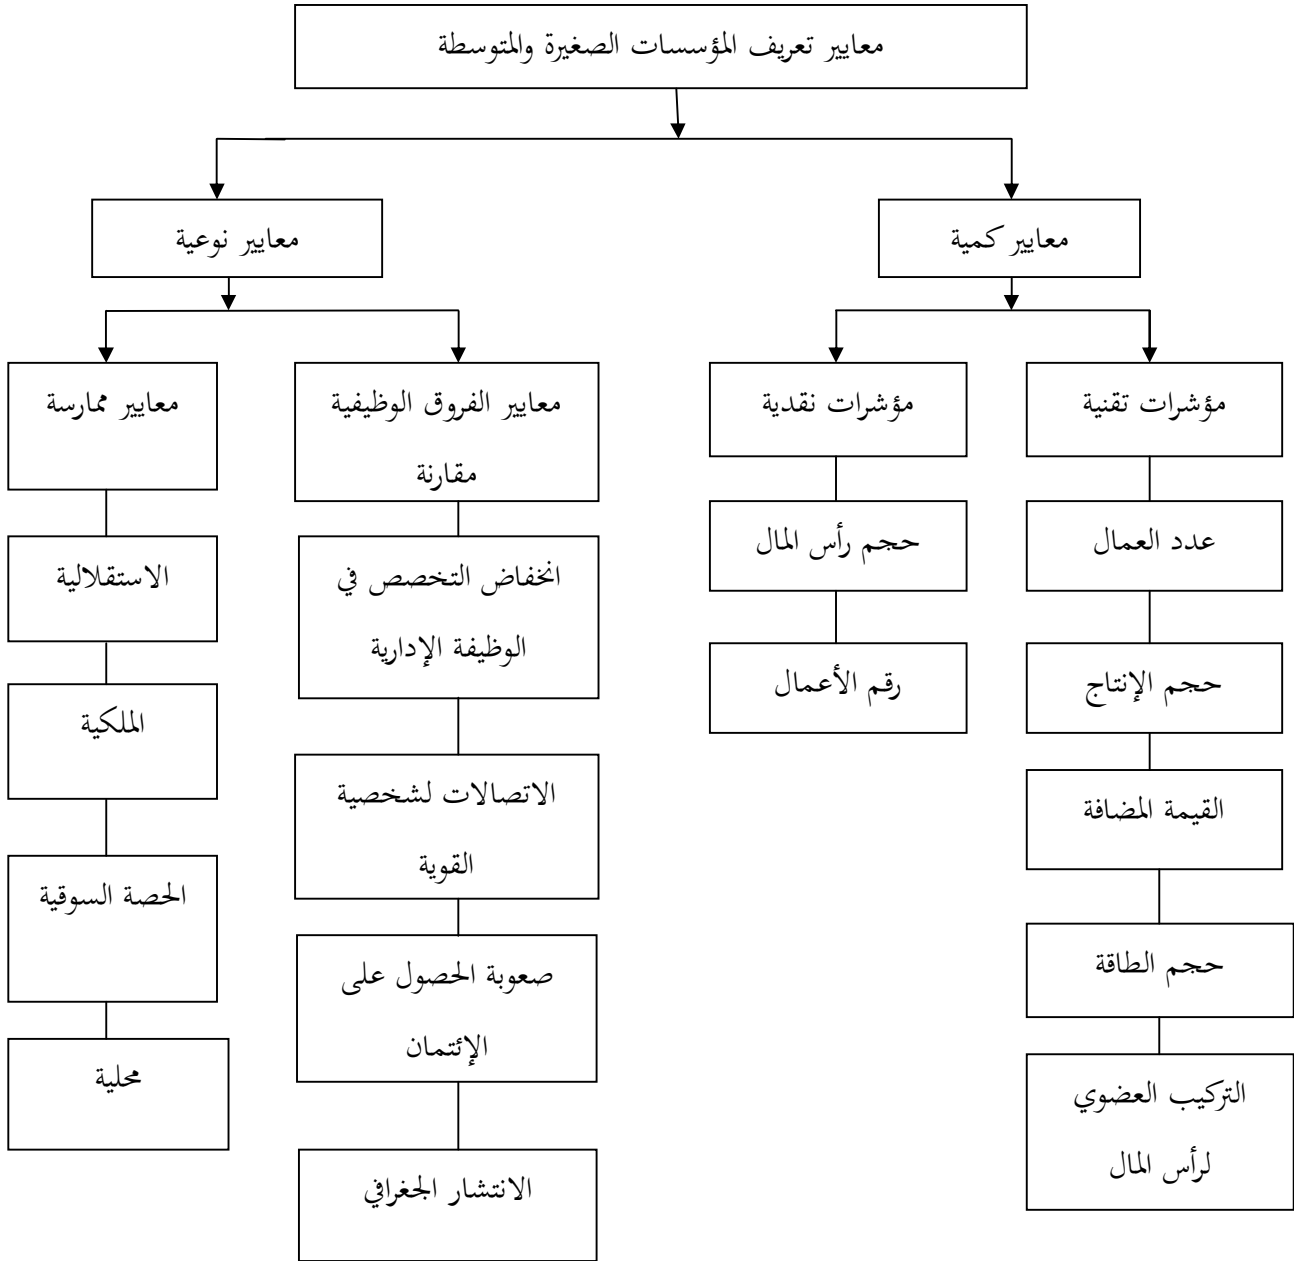 معايير تعريف المؤسسات الصغيرة والمتوسطة
معايير كمية
معايير نوعية
مؤشرات تقنية
مؤشرات نقدية
معايير الفروق الوظيفية
مقارنة
معايير ممارسة
عدد العمال
حجم رأس المال
انخفاض التخصص في
الوظيفة الإدارية
الاستقلالية
حجم الإنتاج
رقم الأعمال
الملكية
القيمة المضافة
الاتصالات لشخصية
القوية
الحصة السوقية
حجم الطاقة
صعوبة الحصول على
الإئتمان
محلية
التركيب العضوي
لرأس المال
الانتشار الجغرافي